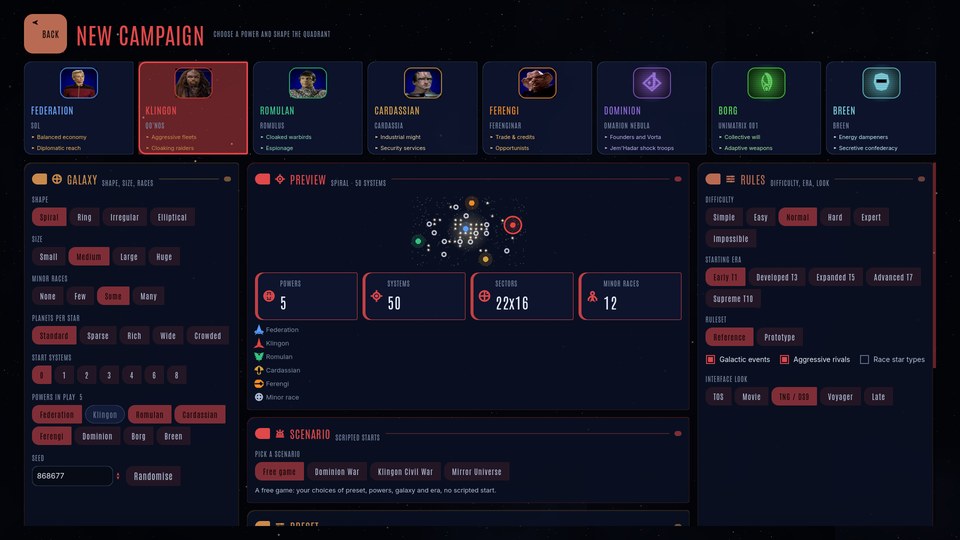 BACK
NEW CAMPAIGN
CHOOSE A POWER AND SHAPE THE QUADRANT
FEDERATION
SOL
• Balanced economy
• Diplomatic reach
KLINGON
QO'NOS
• Aggressive fleets
• Cloaking raiders
ROMULAN
ROMULUS
• Cloaked warbirds
• Espionage
CARDASSIAN
CARDASSIA
• Industrial might
• Security services
FERENGI
FERENGINAR
• Trade & credits
• Opportunists
DOMINION
OMARION NEBULA
• Founders and Vorta
• Jem'Hadar shock troops
BORG
UNIMATRIX 001
• Collective will
• Adaptive weapons
BREEN
BREEN
• Energy dampeners
• Secretive confederacy
GALAXY SHAPE, SIZE, RACES
SHAPE
Spiral Ring Irregular Elliptical
SIZE
Small Medium Large Huge
MINOR RACES
None Few Some Many
PLANETS PER STAR
Standard Sparse Rich Wide Crowded
START SYSTEMS
0 1 2 3 4 6 8
POWERS IN PLAY 5
Federation Klingon Romulan Cardassian
Ferengi Dominion Borg Breen
SEED
868677 Randomise
PREVIEW SPIRAL · 50 SYSTEMS
POWERS
5
SYSTEMS
50
SECTORS
22x16
MINOR RACES
12
Federation
Klingon
Romulan
Cardassian
Ferengi
Minor race
SCENARIO SCRIPTED STARTS
PICK A SCENARIO
Free game Dominion War Klingon Civil War Mirror Universe
A free game: your choices of preset, powers, galaxy and era, no scripted start.
PRESET
RULES DIFFICULTY, ERA, LOOK
DIFFICULTY
Simple Easy Normal Hard Expert
Impossible
STARTING ERA
Early T1 Developed T3 Expanded T5 Advanced T7
Supreme T10
RULESET
Reference Prototype
Galactic events Aggressive rivals Race star types
INTERFACE LOOK
TOS Movie TNG / DS9 Voyager Late